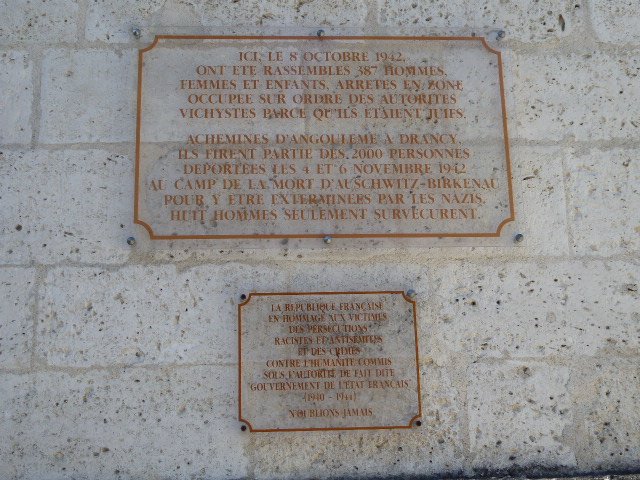 ICI, LE 8 OCTOBRE 1942,
ONT ETE RASSEMBLES 387 HOMMES,
FEMMES ET ENFANTS, ARRETES EN ZONE
OCCUPEE SUR ORDRE DES AUTORITES
VICHYSTES PARCE QU'ILS ETAIENT JUIFS.
ACHEMINES D'ANGOULEME A DRANCY,
ILS FIRENT PARTIE DES 2000 PERSONNES
DEPORTEES LES 4 ET 6 NOVEMBRE 1942
AU CAMP DE LA MORT D'AUSCHWITZ-BIRKENAU
POUR Y ETRE EXTERMINEES PAR LES NAZIS.
HUIT HOMMES SEULEMENT SURVECURENT.
LA REPUBLIQUE FRANÇAISE
EN HOMMAGE AUX VICTIMES
DES PERSECUTIONS
RACISTES ET ANTISEMITES
ET DES CRIMES
CONTRE L'HUMANITE COMMIS
SOUS L'AUTORITE DE FAIT DITE
"GOUVERNEMENT DE L'ETAT FRANÇAIS"
(1940 - 1944)
N'OUBLIONS JAMAIS